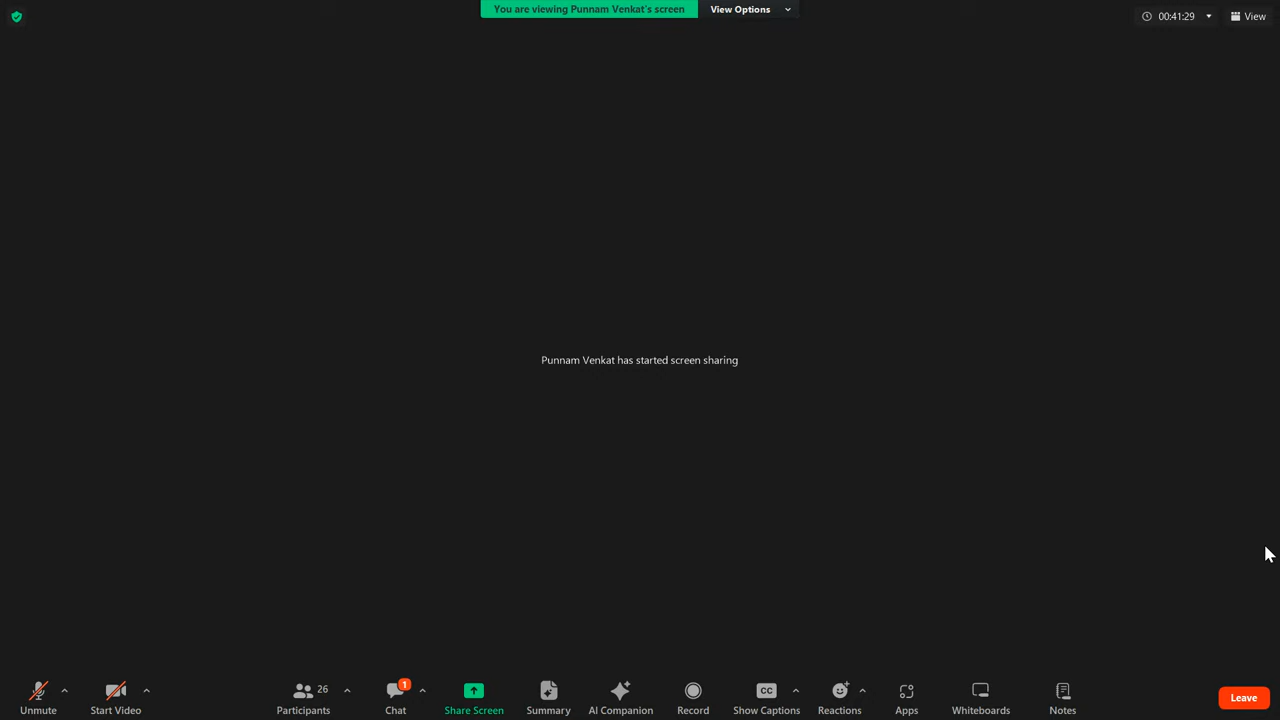 You are viewing Punnam Venkat's screen
View Options
00:41:29
View
Punnam Venkat has started screen sharing
Unmute
Start Video
26
Participants
1
Chat
Share Screen
Summary
AI Companion
Record
CC
Show Captions
Reactions
Apps
Whiteboards
Notes
Leave